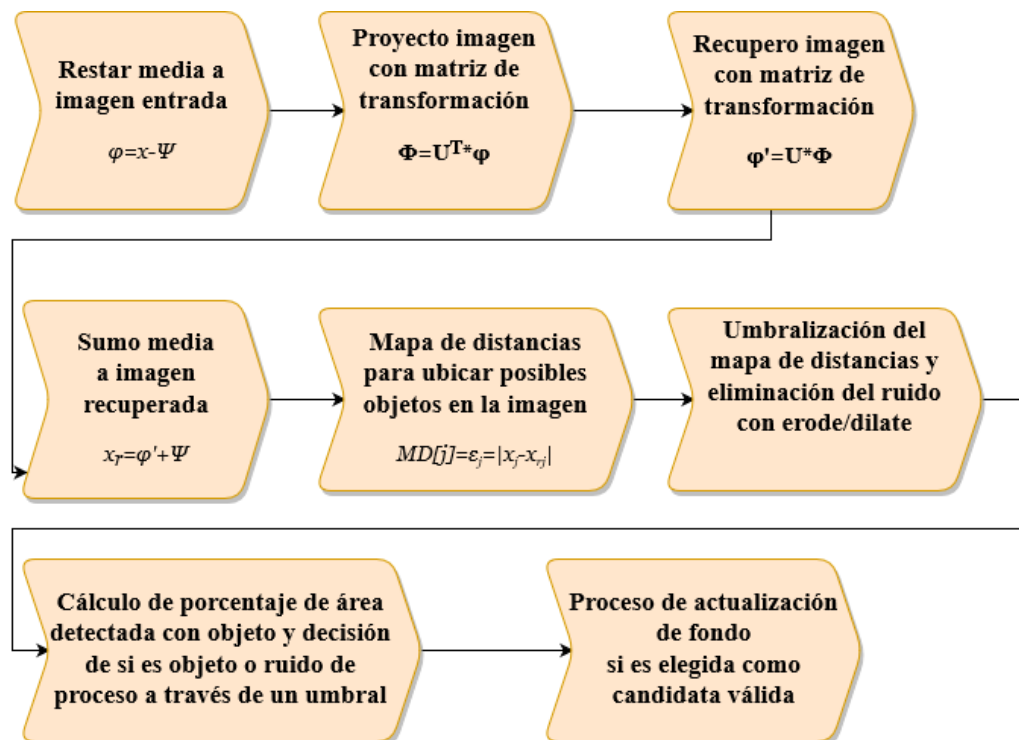 Restar media a
imagen entrada
φ=x-Ψ
Proyecto imagen
con matriz de
transformación
Φ=U^T*φ
Recupero imagen
con matriz de
transformación
φ'=U*Φ
Sumo media
a imagen
recuperada
x_r=φ'+Ψ
Mapa de distancias
para ubicar posibles
objetos en la imagen
MD[j]=ε_j=|x_j-x_rj|
Umbralización del
mapa de distancias y
eliminación del ruido
con erode/dilate
Cálculo de porcentaje de área
detectada con objeto y decisión
de si es objeto o ruido de
proceso a través de un umbral
Proceso de actualización
de fondo
si es elegida como
candidata válida